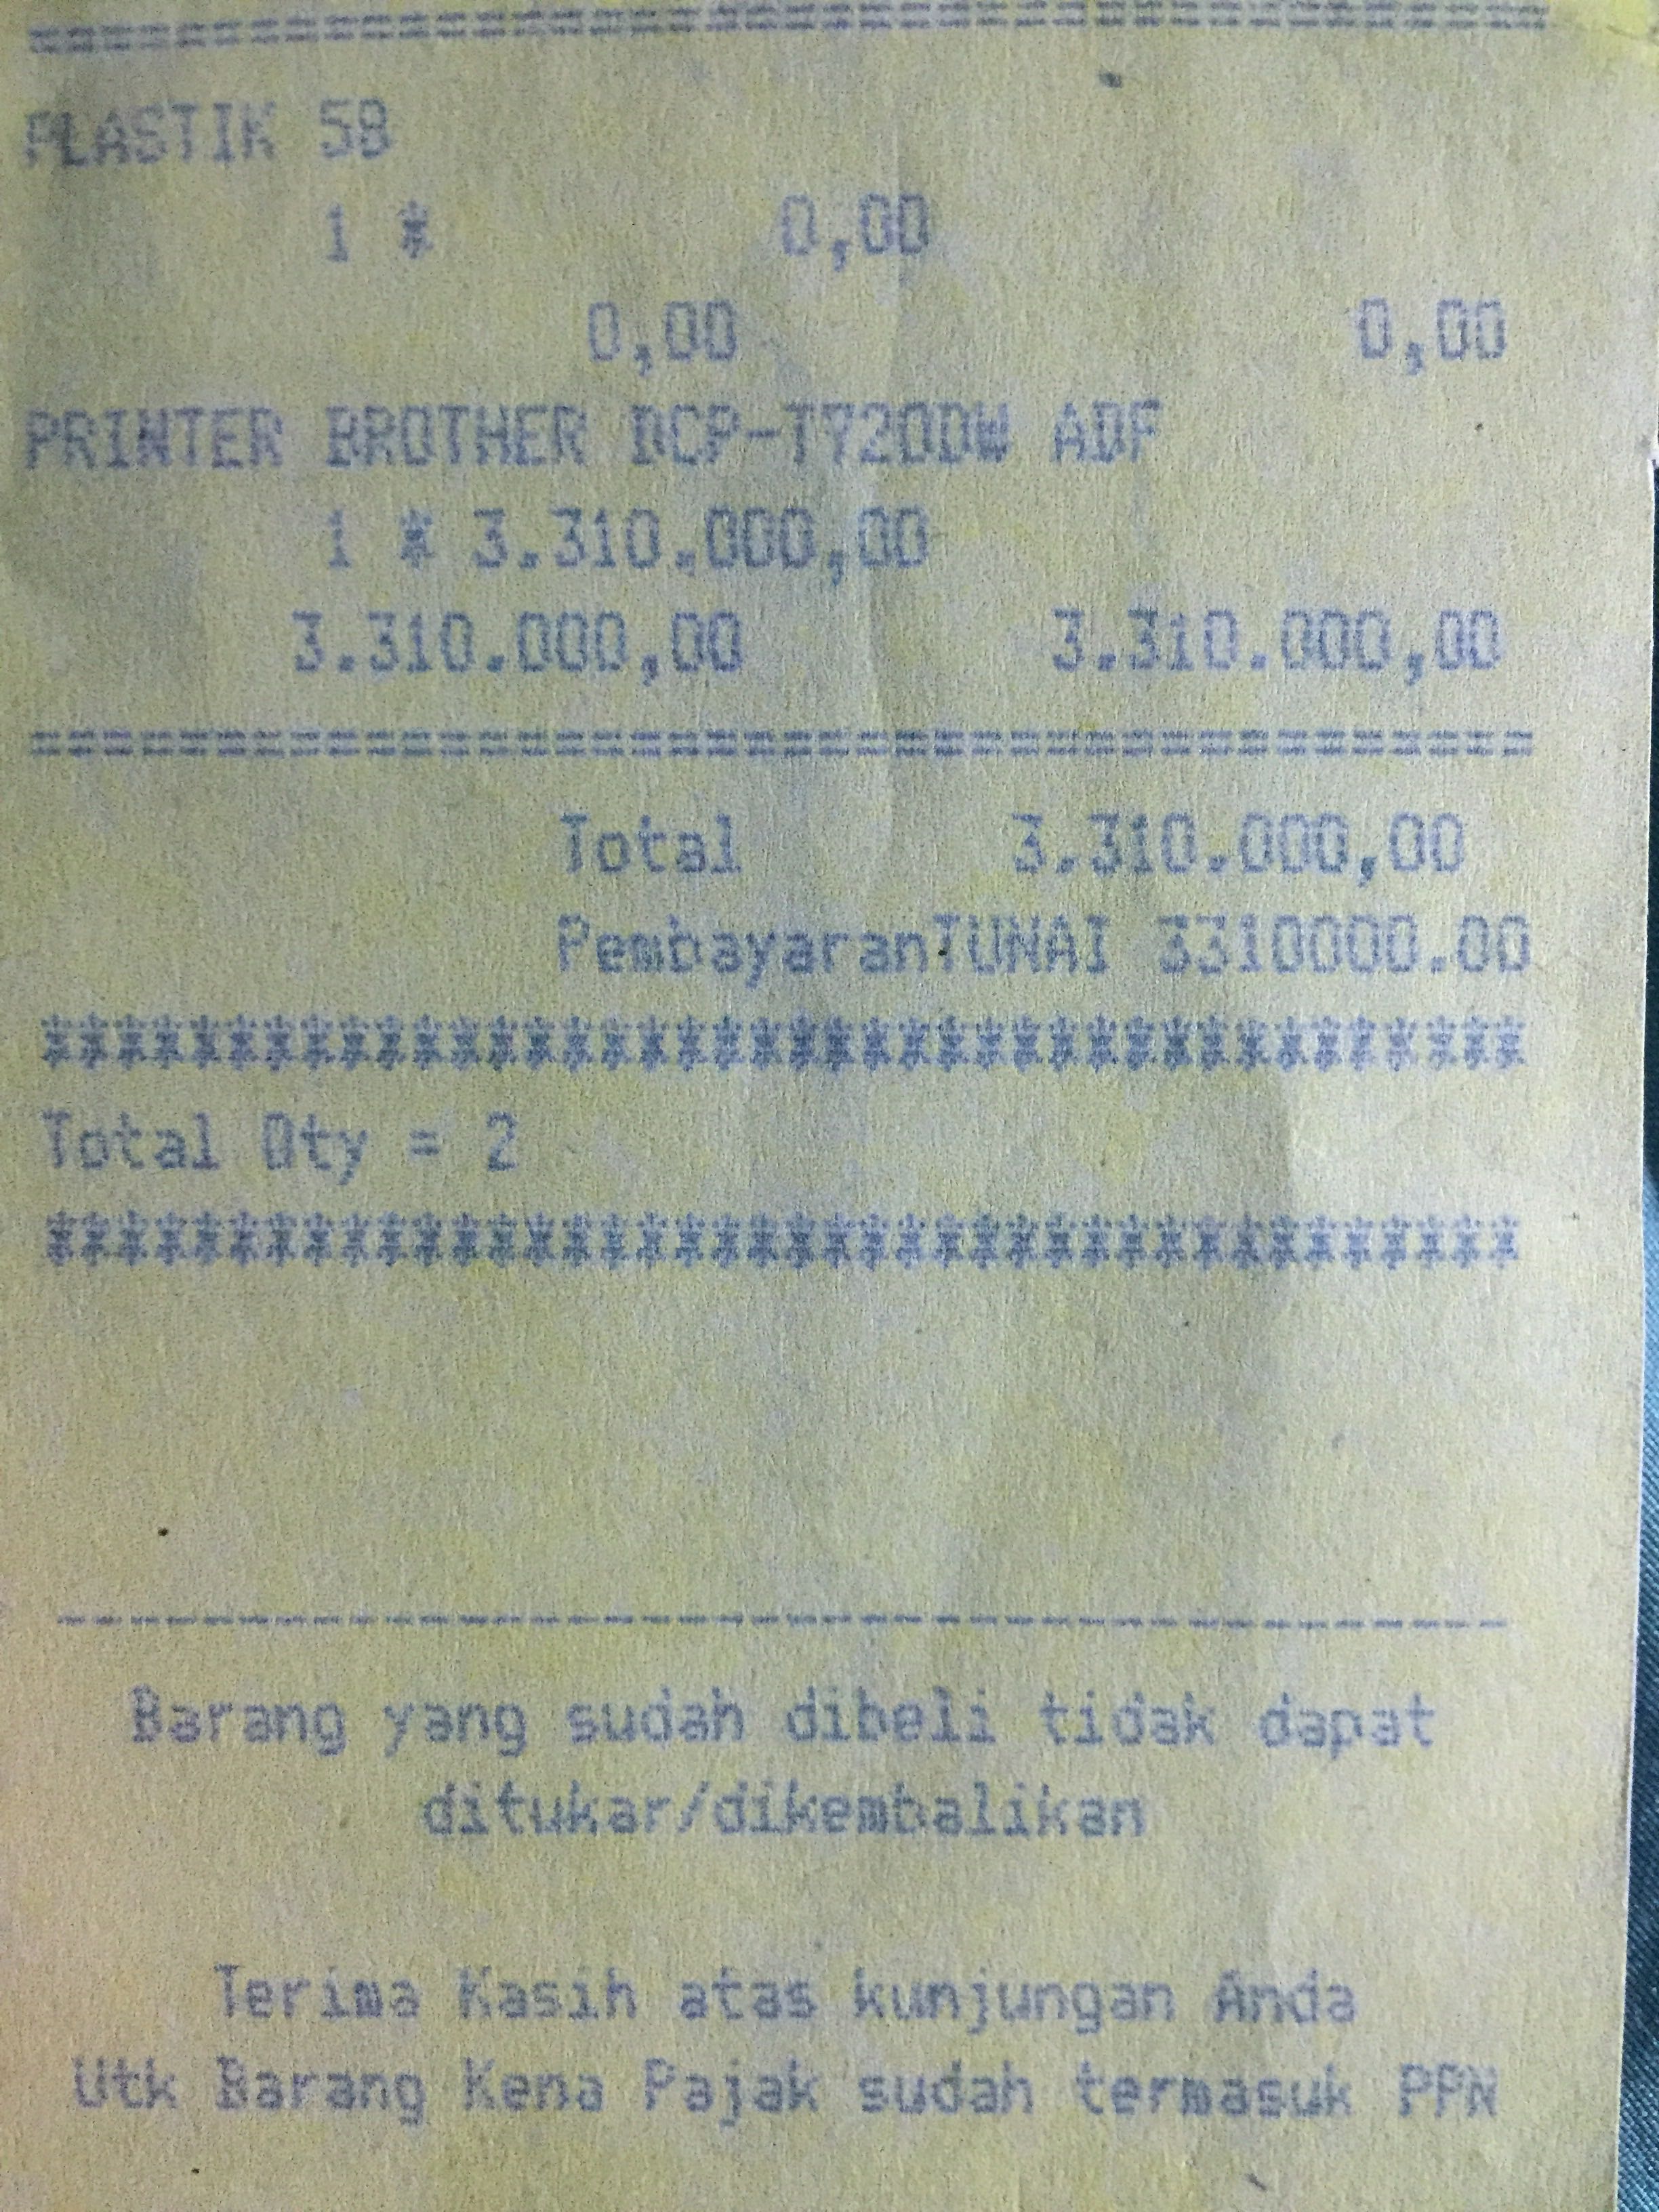 ========================================
PLASTIK 58
1 * 0,00
0,00 0,00
PRINTER BROTHER DCP-T720DW ADF
1 * 3.310.000,00
3.310.000,00 3.310.000,00
========================================
Total 3.310.000,00
PembayaranTUNAI 3310000.00
****************************************
Total Qty = 2
****************************************
----------------------------------------
Barang yang sudah dibeli tidak dapat
ditukar/dikembalikan
Terima Kasih atas kunjungan Anda
Utk Barang Kena Pajak sudah termasuk PPN